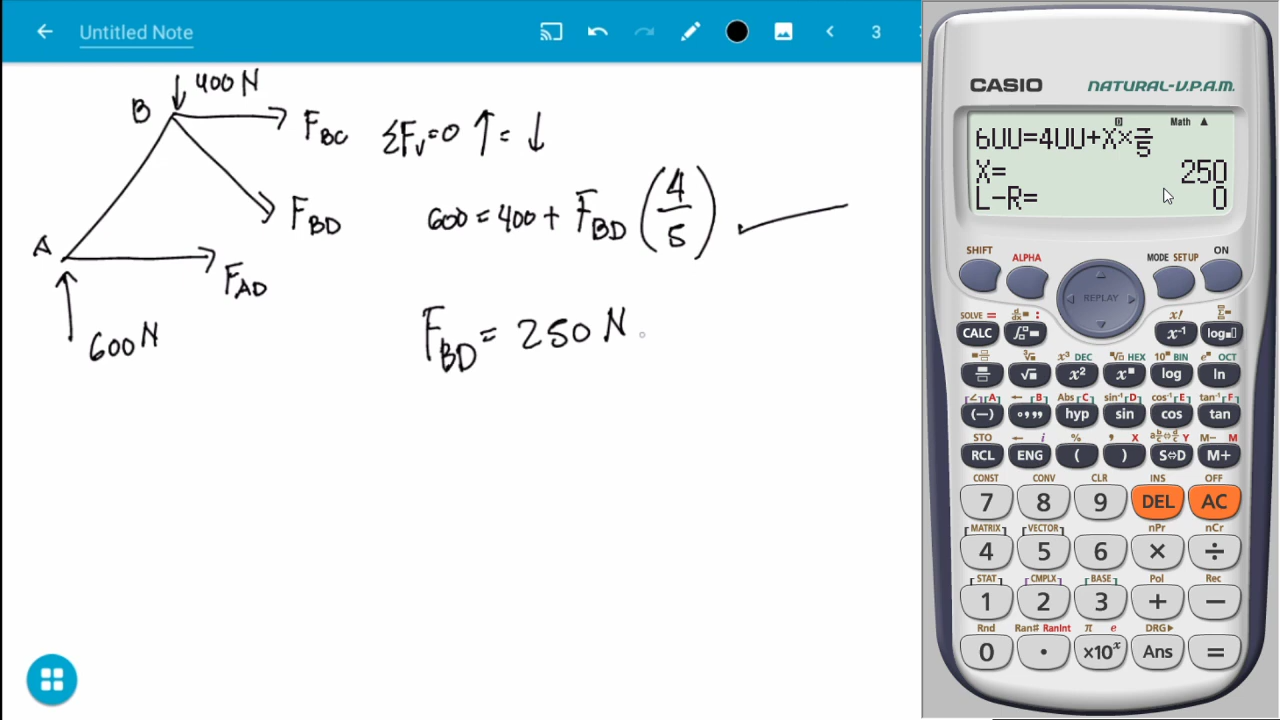 Untitled Note
3
400 N
B
F_BC
ΣF_V=0 ↑=↓
F_BD
600 = 400 + F_BD (4/5)
A
F_AD
600 N
F_BD = 250 N
CASIO NATURAL-V.P.A.M.
D Math ▲
X=
250
L-R= 0
SHIFT ALPHA MODE SETUP ON
REPLAY
SOLVE = d/dx : x! Σ
CALC ∫ x⁻¹ log
x³ DEC √ HEX 10■ BIN e■ OCT
√■ x² x■ log ln
∠ A ← B Abs C sin⁻¹ D cos⁻¹ E tan⁻¹ F
(−) °,,, hyp sin cos tan
STO ← i % , X a b/c⇔d/c Y M− M
RCL ENG ( ) S⇔D M+
CONST CONV CLR INS OFF
7 8 9 DEL AC
MATRIX VECTOR nPr nCr
4 5 6 × ÷
STAT CMPLX BASE Pol Rec
1 2 3 + −
Rnd Ran# RanInt π e DRG▶
0 • ×10ˣ Ans =